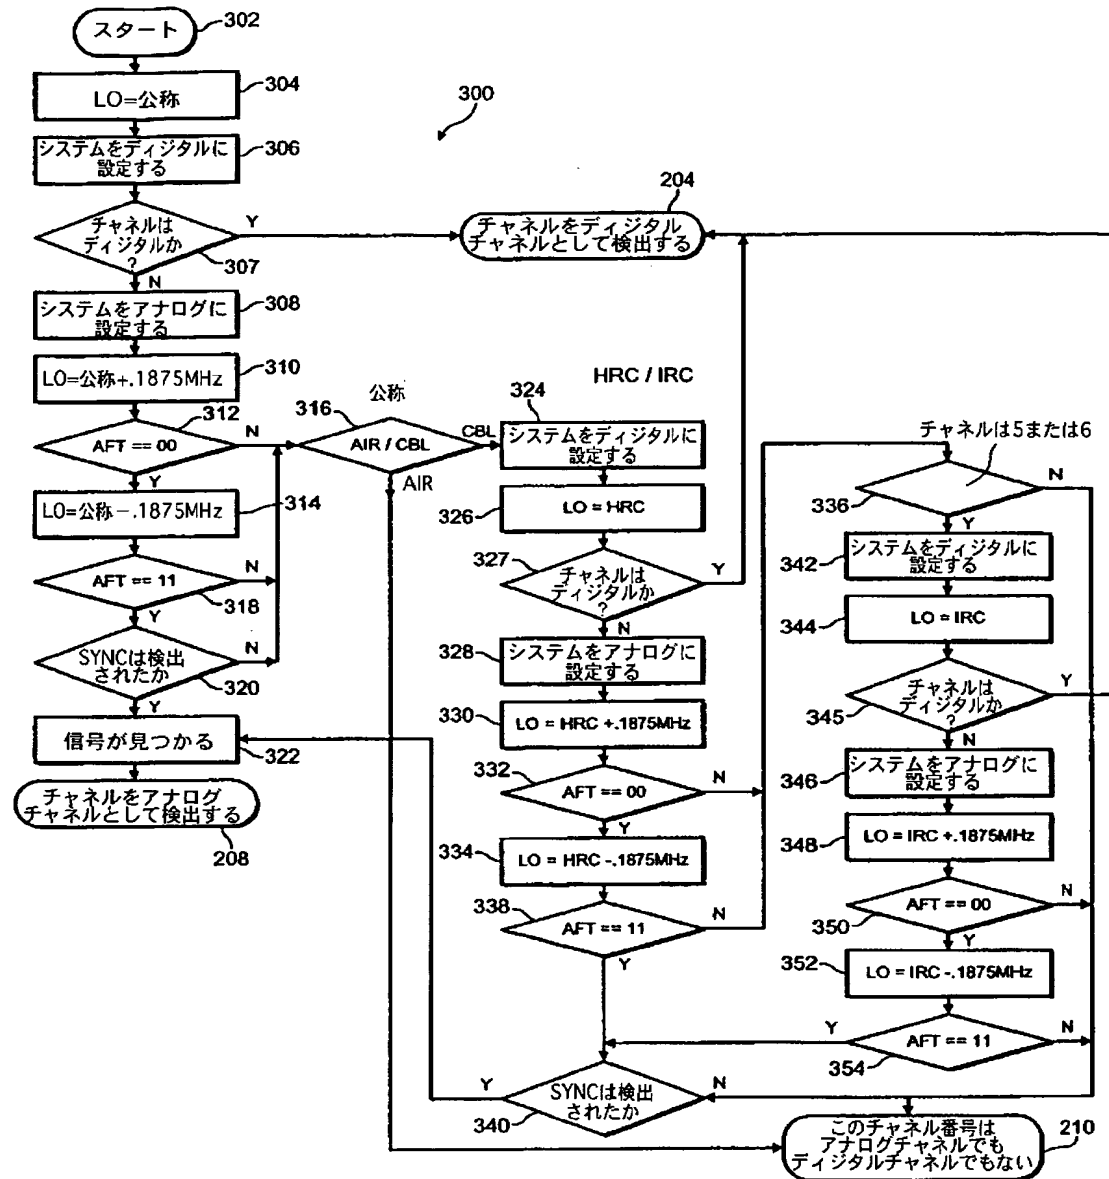 スタート
302
LO=公称
304
システムをディジタルに
設定する
306
チャネルは
ディジタルか
?
307
Y
N
システムをアナログに
設定する
308
LO=公称+.1875MHz
310
312
AFT == 00
N
Y
LO=公称-.1875MHz
314
AFT == 11
318
N
Y
SYNCは検出
されたか
320
N
Y
信号が見つかる
322
チャネルをアナログ
チャネルとして検出する
208
300
204
チャネルをディジタル
チャネルとして検出する
公称
316
AIR / CBL
CBL
AIR
HRC / IRC
324
システムをディジタルに
設定する
326
LO = HRC
327
チャネルは
ディジタルか
?
Y
N
328
システムをアナログに
設定する
330
LO = HRC +.1875MHz
332
AFT == 00
N
Y
334
LO = HRC -.1875MHz
338
AFT == 11
N
Y
SYNCは検出
されたか
340
Y
N
チャネルは5または6
336
N
Y
342
システムをディジタルに
設定する
344
LO = IRC
345
チャネルは
ディジタルか
?
Y
N
346
システムをアナログに
設定する
348
LO = IRC +.1875MHz
350
AFT == 00
N
Y
352
LO = IRC -.1875MHz
354
AFT == 11
Y
N
このチャネル番号は
アナログチャネルでも
ディジタルチャネルでもない
210